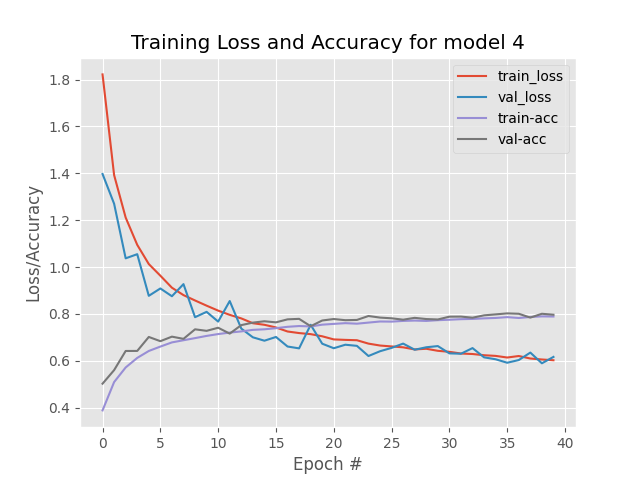 Training Loss and Accuracy for model 4
train_loss
val_loss
train-acc
val-acc
1.8
1.6
1.4
1.2
1.0
0.8
0.6
0.4
Loss/Accuracy
0 5 10 15 20 25 30 35 40
Epoch #